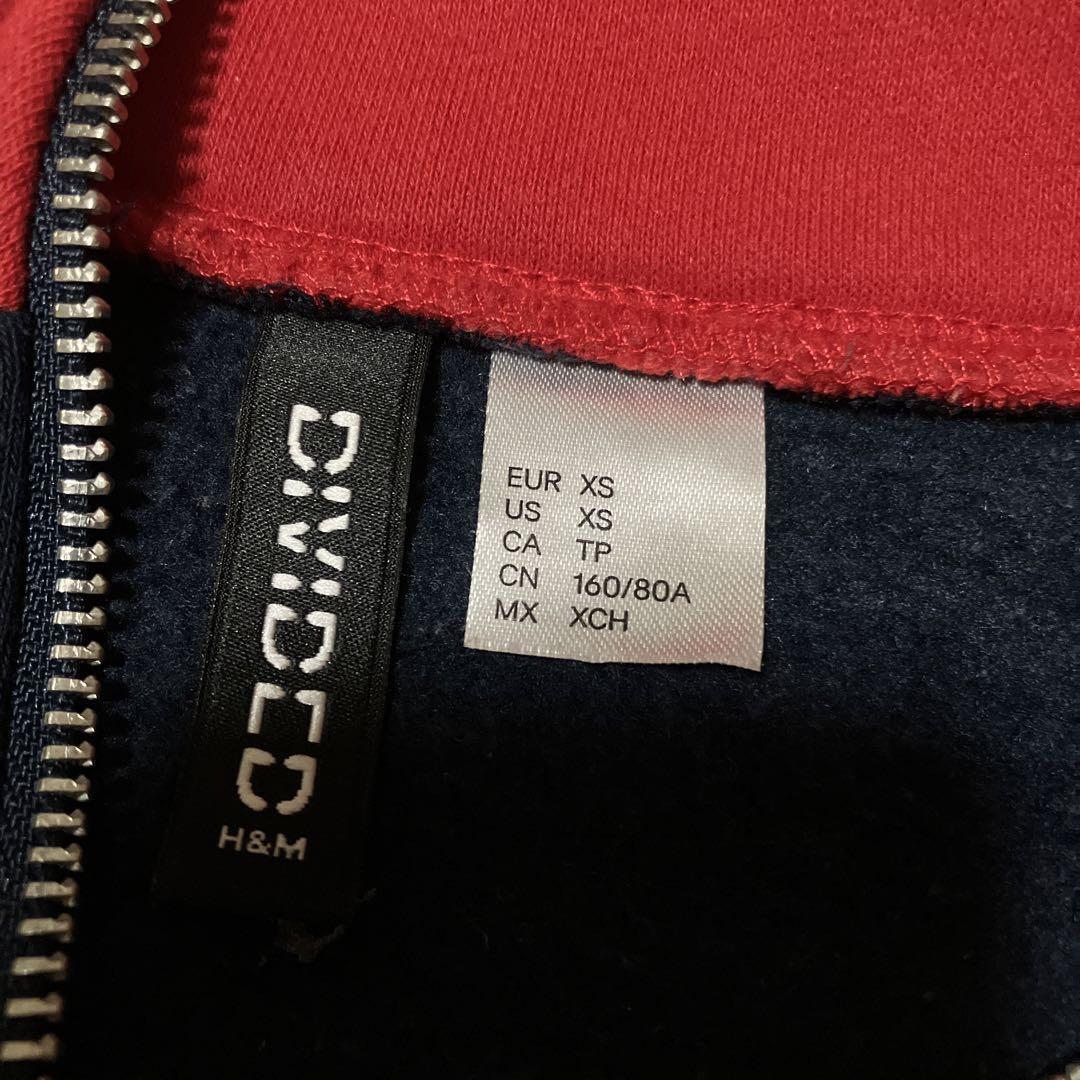 DIVIDED
H&M
EUR XS
US XS
CA TP
CN 160/80A
MX XCH